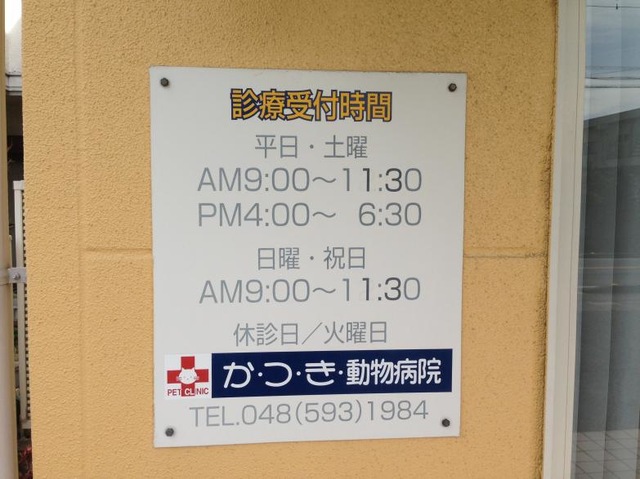 診療受付時間
平日・土曜
AM9:00～11:30
PM4:00～ 6:30
日曜・祝日
AM9:00～11:30
休診日／火曜日
PET CLINIC
か・つ・き・動物病院
TEL.048(593)1984